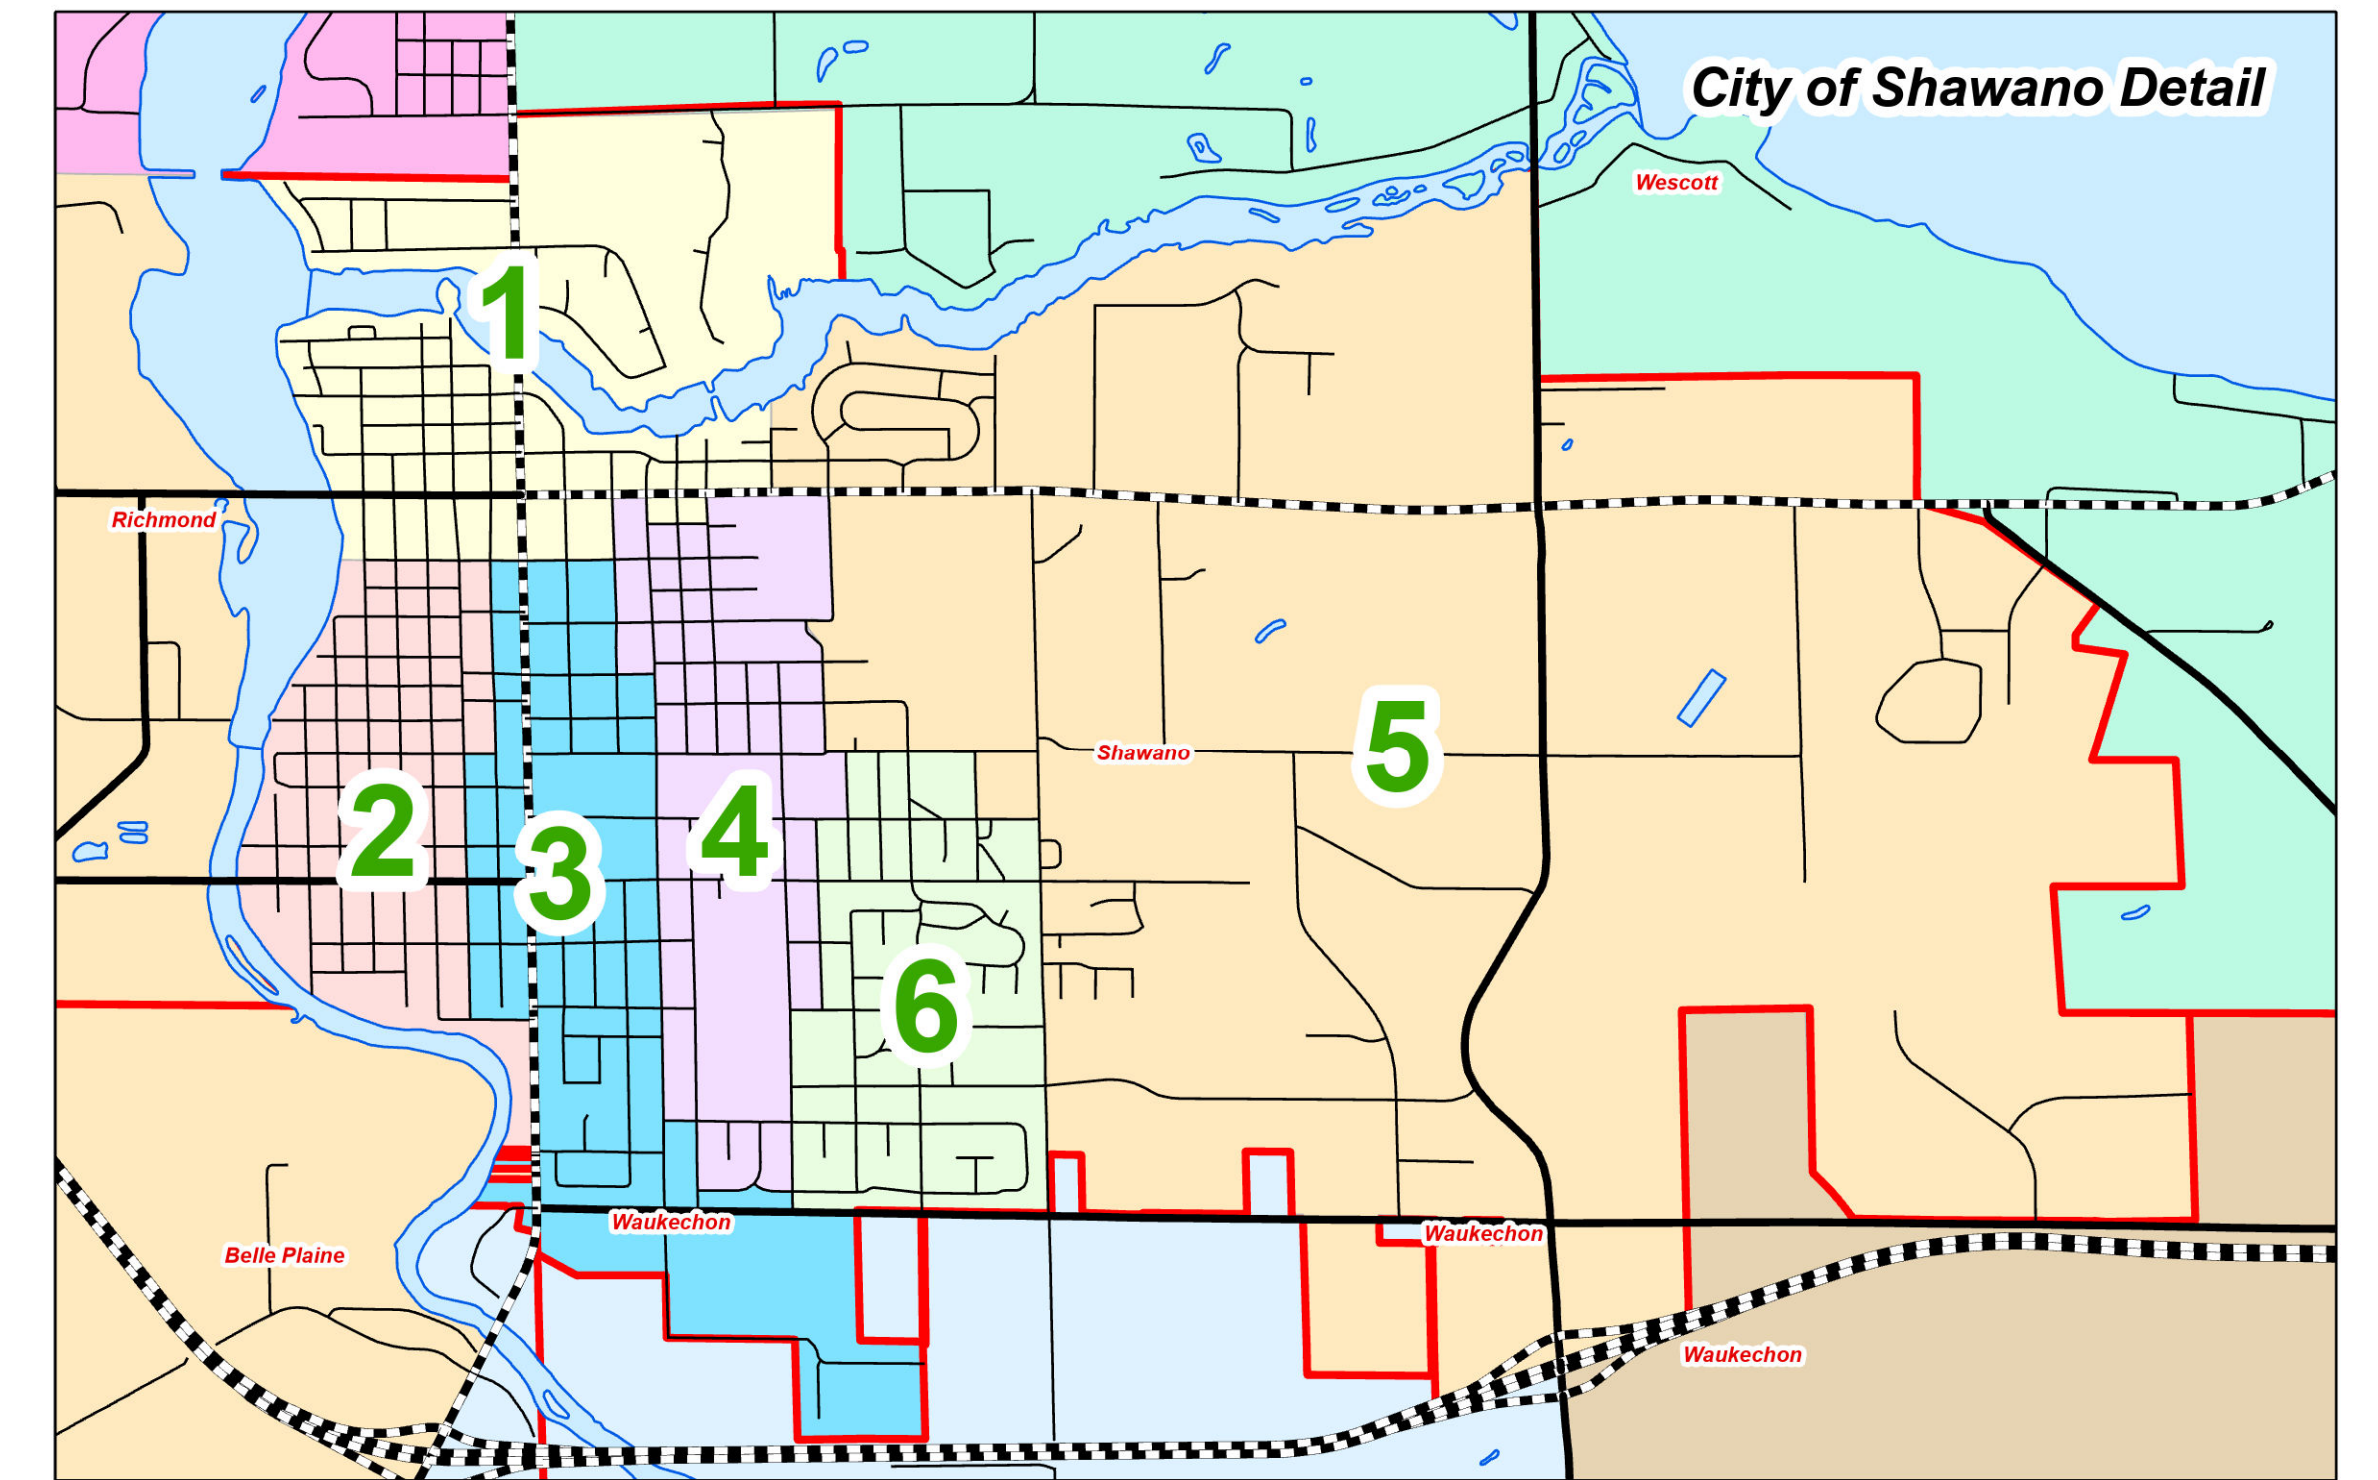 City of Shawano Detail
Wescott
1
Richmond
5
Shawano
2
4
3
6
Waukechon
Waukechon
Belle Plaine
Waukechon